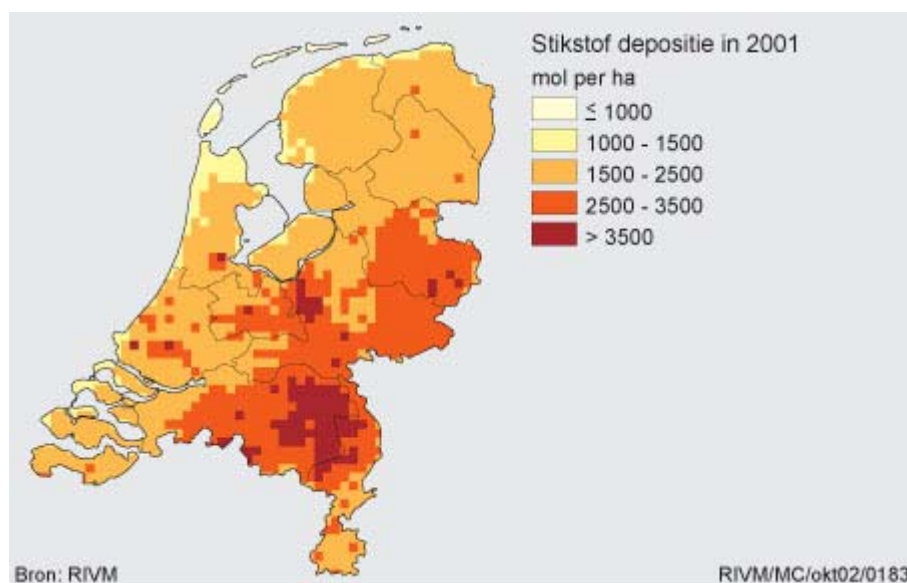 Stikstof depositie in 2001
mol per ha
≤ 1000
1000 - 1500
1500 - 2500
2500 - 3500
> 3500
Bron: RIVM
RIVM/MC/okt02/0183